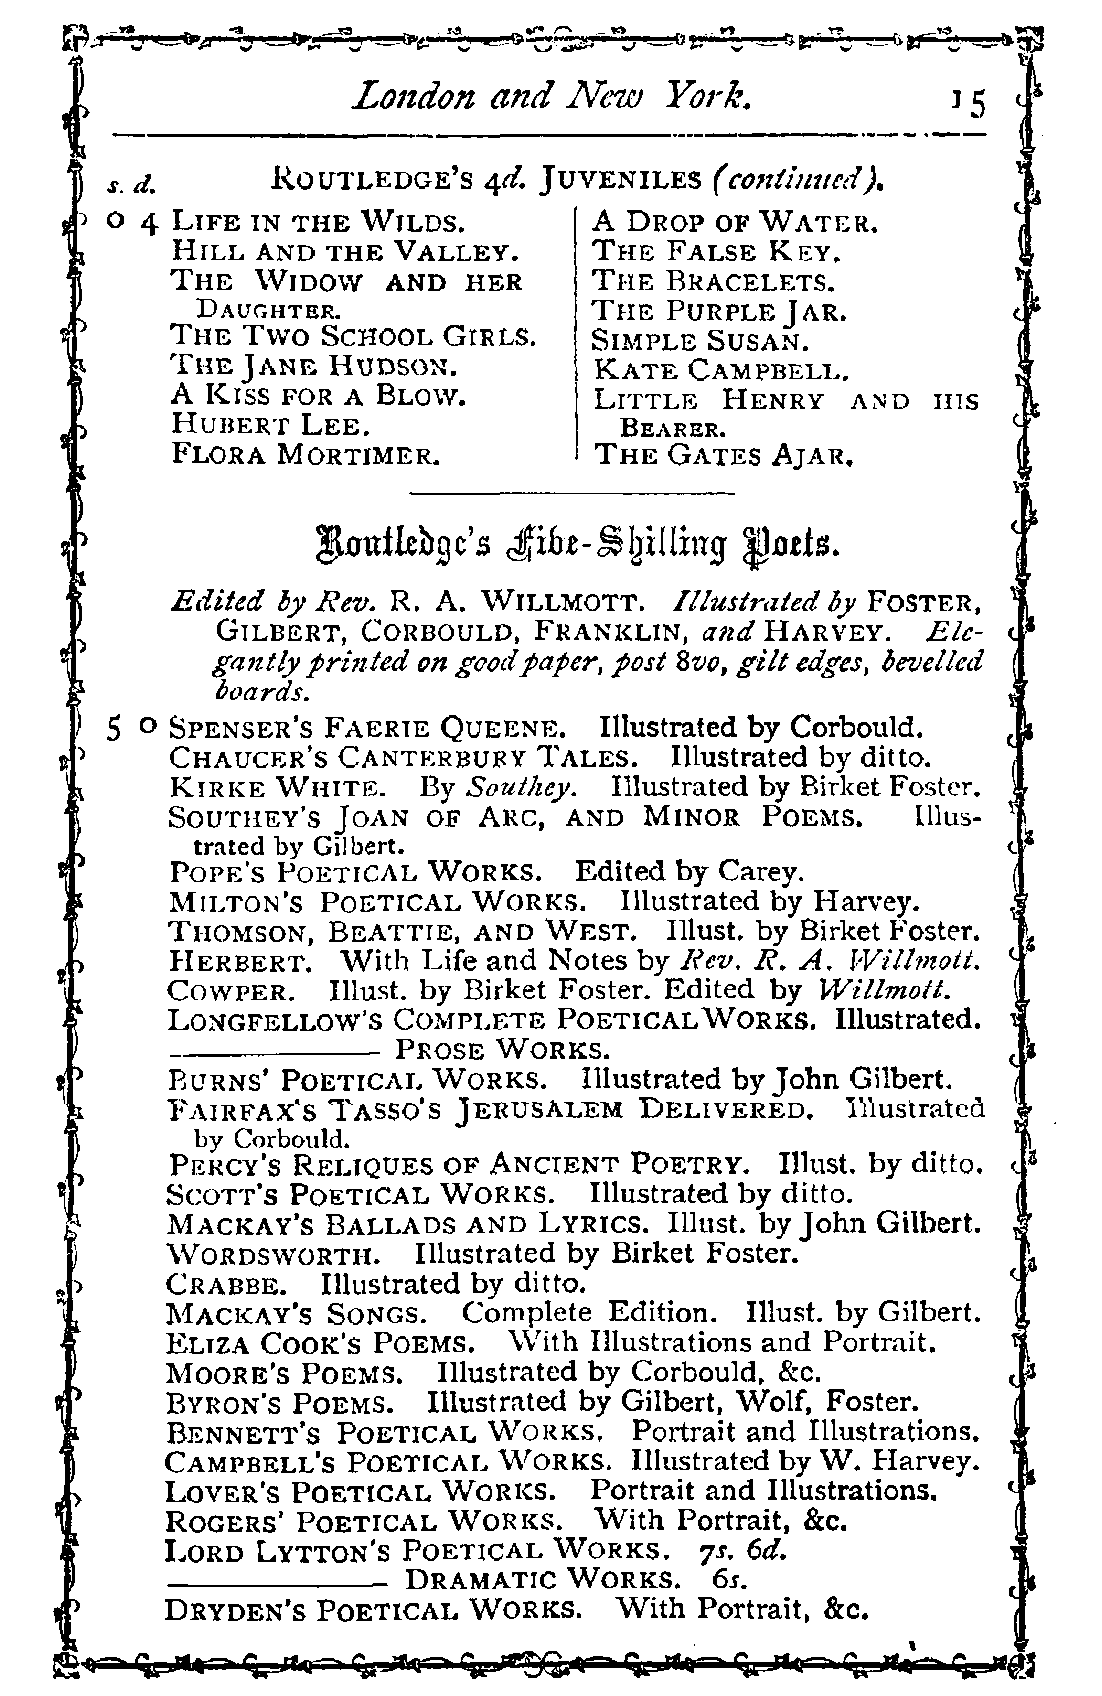 London and New York. 15
s. d. ROUTLEDGE'S 4d. JUVENILES (continued).
0 4 LIFE IN THE WILDS.
HILL AND THE VALLEY.
THE WIDOW AND HER
DAUGHTER.
THE TWO SCHOOL GIRLS.
THE JANE HUDSON.
A KISS FOR A BLOW.
HUBERT LEE.
FLORA MORTIMER.
A DROP OF WATER.
THE FALSE KEY.
THE BRACELETS.
THE PURPLE JAR.
SIMPLE SUSAN.
KATE CAMPBELL.
LITTLE HENRY AND HIS
BEARER.
THE GATES AJAR.
Routledge's Five-Shilling Poets.
Edited by Rev. R. A. WILLMOTT. Illustrated by FOSTER,
GILBERT, CORBOULD, FRANKLIN, and HARVEY. Ele-
gantly printed on good paper, post 8vo, gilt edges, bevelled
boards.
5 0 SPENSER'S FAERIE QUEENE. Illustrated by Corbould.
CHAUCER'S CANTERBURY TALES. Illustrated by ditto.
KIRKE WHITE. By Southey. Illustrated by Birket Foster.
SOUTHEY'S JOAN OF ARC, AND MINOR POEMS. Illus-
trated by Gilbert.
POPE'S POETICAL WORKS. Edited by Carey.
MILTON'S POETICAL WORKS. Illustrated by Harvey.
THOMSON, BEATTIE, AND WEST. Illust. by Birket Foster.
HERBERT. With Life and Notes by Rev. R. A. Willmott.
COWPER. Illust. by Birket Foster. Edited by Willmott.
LONGFELLOW'S COMPLETE POETICAL WORKS. Illustrated.
———— PROSE WORKS.
BURNS' POETICAL WORKS. Illustrated by John Gilbert.
FAIRFAX'S TASSO'S JERUSALEM DELIVERED. Illustrated
by Corbould.
PERCY'S RELIQUES OF ANCIENT POETRY. Illust. by ditto.
SCOTT'S POETICAL WORKS. Illustrated by ditto.
MACKAY'S BALLADS AND LYRICS. Illust. by John Gilbert.
WORDSWORTH. Illustrated by Birket Foster.
CRABBE. Illustrated by ditto.
MACKAY'S SONGS. Complete Edition. Illust. by Gilbert.
ELIZA COOK'S POEMS. With Illustrations and Portrait.
MOORE'S POEMS. Illustrated by Corbould, &c.
BYRON'S POEMS. Illustrated by Gilbert, Wolf, Foster.
BENNETT'S POETICAL WORKS. Portrait and Illustrations.
CAMPBELL'S POETICAL WORKS. Illustrated by W. Harvey.
LOVER'S POETICAL WORKS. Portrait and Illustrations.
ROGERS' POETICAL WORKS. With Portrait, &c.
LORD LYTTON'S POETICAL WORKS. 7s. 6d.
———— DRAMATIC WORKS. 6s.
DRYDEN'S POETICAL WORKS. With Portrait, &c.